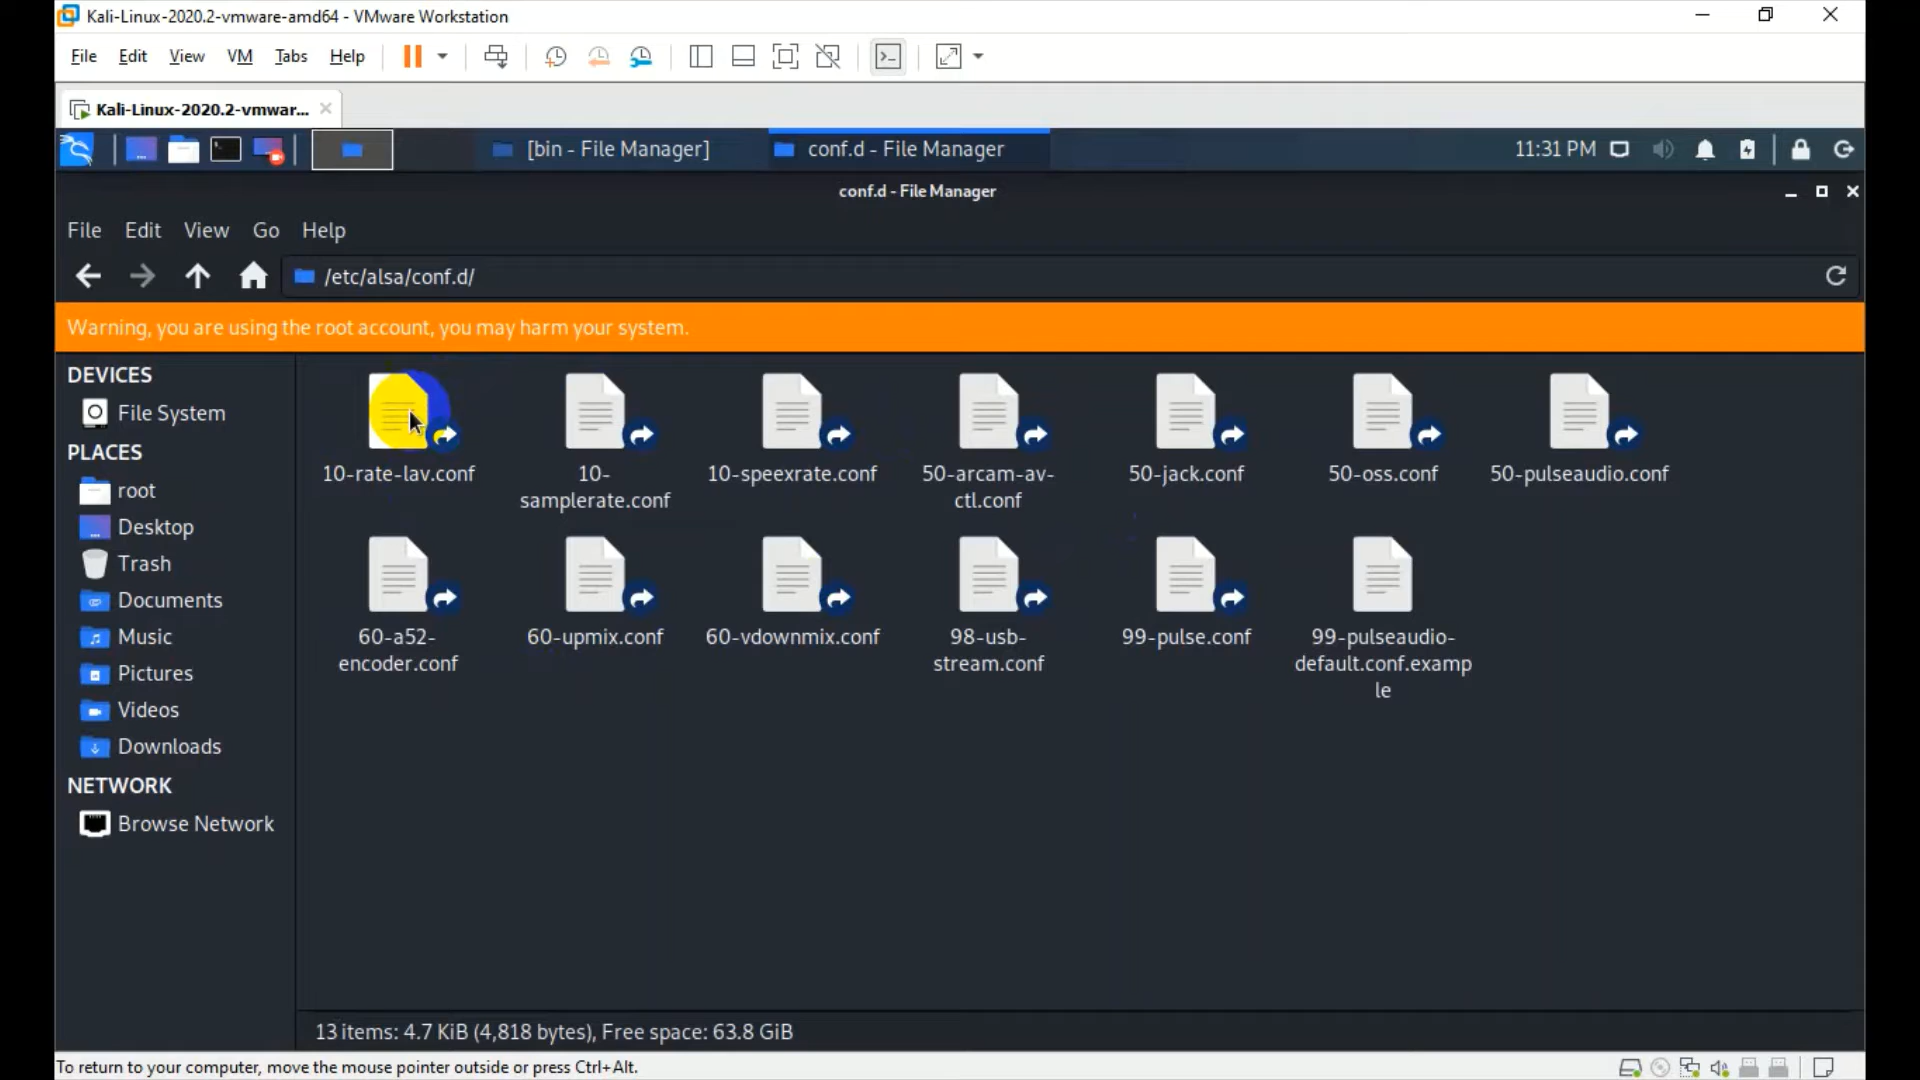 Kali-Linux-2020.2-vmware-amd64 - VMware Workstation
File Edit View VM Tabs Help
Kali-Linux-2020.2-vmwar...
[bin - File Manager] conf.d - File Manager 11:31 PM
conf.d - File Manager
File Edit View Go Help
/etc/alsa/conf.d/
Warning, you are using the root account, you may harm your system.
DEVICES
File System
PLACES
root
Desktop
Trash
Documents
Music
Pictures
Videos
Downloads
NETWORK
Browse Network
10-rate-lav.conf
10-
samplerate.conf
10-speexrate.conf
50-arcam-av-
ctl.conf
50-jack.conf
50-oss.conf
50-pulseaudio.conf
60-a52-
encoder.conf
60-upmix.conf
60-vdownmix.conf
98-usb-
stream.conf
99-pulse.conf
99-pulseaudio-
default.conf.examp
le
13 items: 4.7 KiB (4,818 bytes), Free space: 63.8 GiB
To return to your computer, move the mouse pointer outside or press Ctrl+Alt.